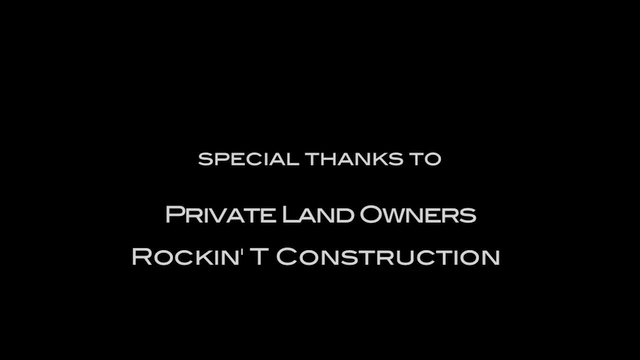 SPECIAL THANKS TO
PRIVATE LAND OWNERS
ROCKIN' T CONSTRUCTION